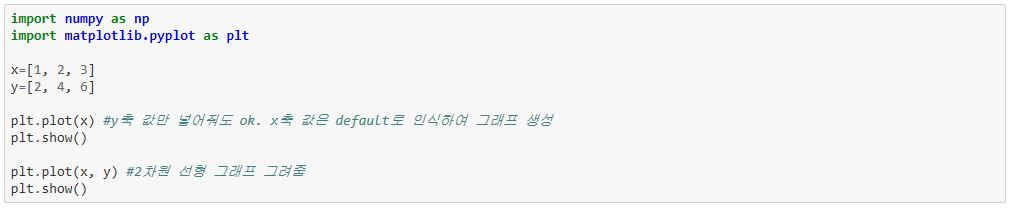 import numpy as np
import matplotlib.pyplot as plt
x=[1, 2, 3]
y=[2, 4, 6]
plt.plot(x) #y축 값만 넣어줘도 ok. x축 값은 default로 인식하여 그래프 생성
plt.show()
plt.plot(x, y) #2차원 선형 그래프 그려줌
plt.show()